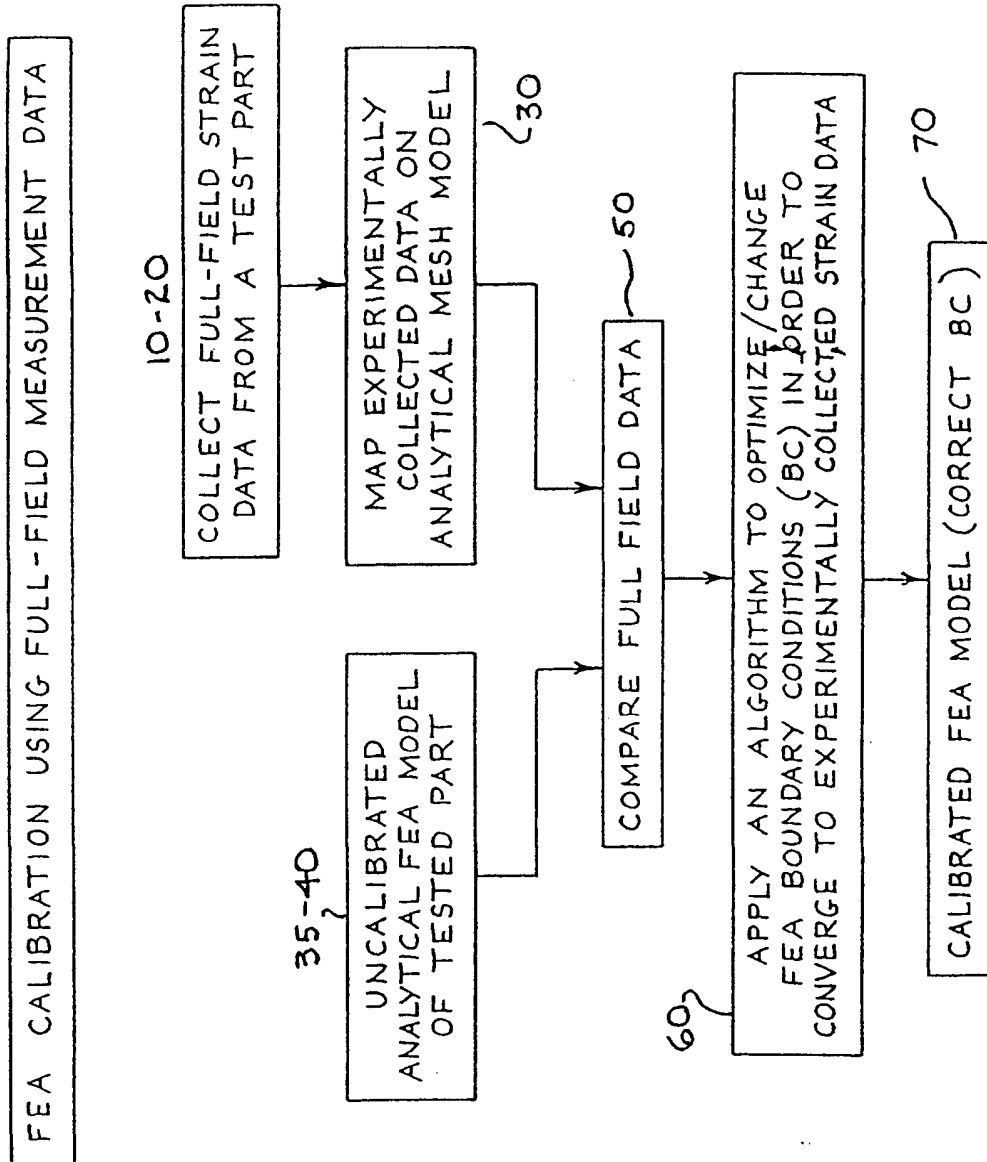 FEA CALIBRATION USING FULL-FIELD MEASUREMENT DATA
10-20
COLLECT FULL-FIELD STRAIN
DATA FROM A TEST PART
MAP EXPERIMENTALLY
COLLECTED DATA ON
ANALYTICAL MESH MODEL
30
35-40
UNCALIBRATED
ANALYTICAL FEA MODEL
OF TESTED PART
COMPARE FULL FIELD DATA
50
60
APPLY AN ALGORITHM TO OPTIMIZE/CHANGE
FEA BOUNDARY CONDITIONS (BC) IN ORDER TO
CONVERGE TO EXPERIMENTALLY COLLECTED STRAIN DATA
70
CALIBRATED FEA MODEL (CORRECT BC)